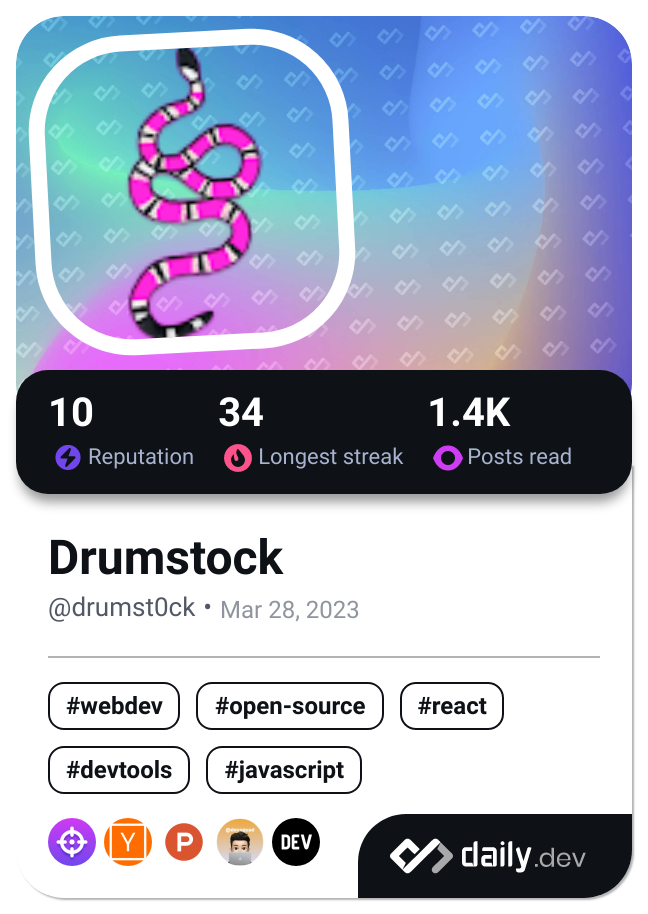 10 34 1.4K
Reputation Longest streak Posts read
Drumstock
@drumst0ck • Mar 28, 2023
#webdev #open-source #react
#devtools #javascript
Y P DEV
daily.dev